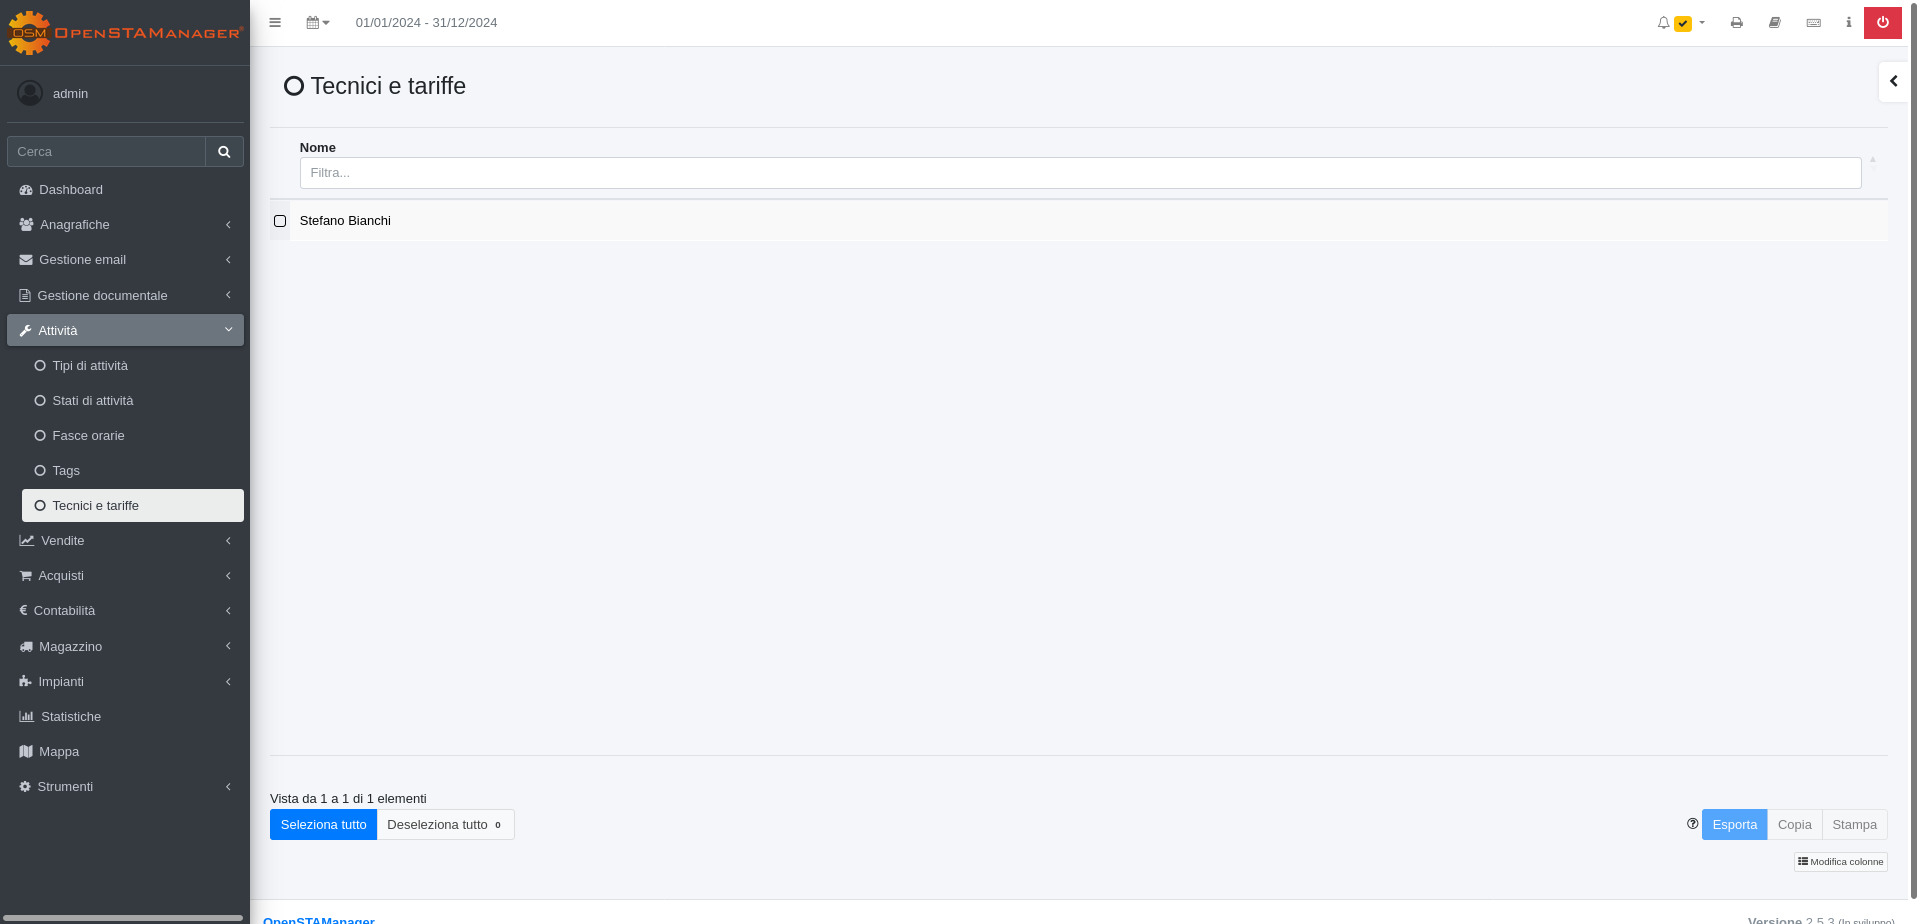 OSM OpenSTAManager
01/01/2024 - 31/12/2024
admin
Tecnici e tariffe
Cerca
Dashboard
Anagrafiche
Gestione email
Gestione documentale
Attività
Tipi di attività
Stati di attività
Fasce orarie
Tags
Tecnici e tariffe
Vendite
Acquisti
Contabilità
Magazzino
Impianti
Statistiche
Mappa
Strumenti
Nome
Filtra...
Stefano Bianchi
Vista da 1 a 1 di 1 elementi
Seleziona tutto
Deseleziona tutto 0
Esporta
Copia
Stampa
Modifica colonne
OpenSTAManager
Versione 2.5.3 (In sviluppo)